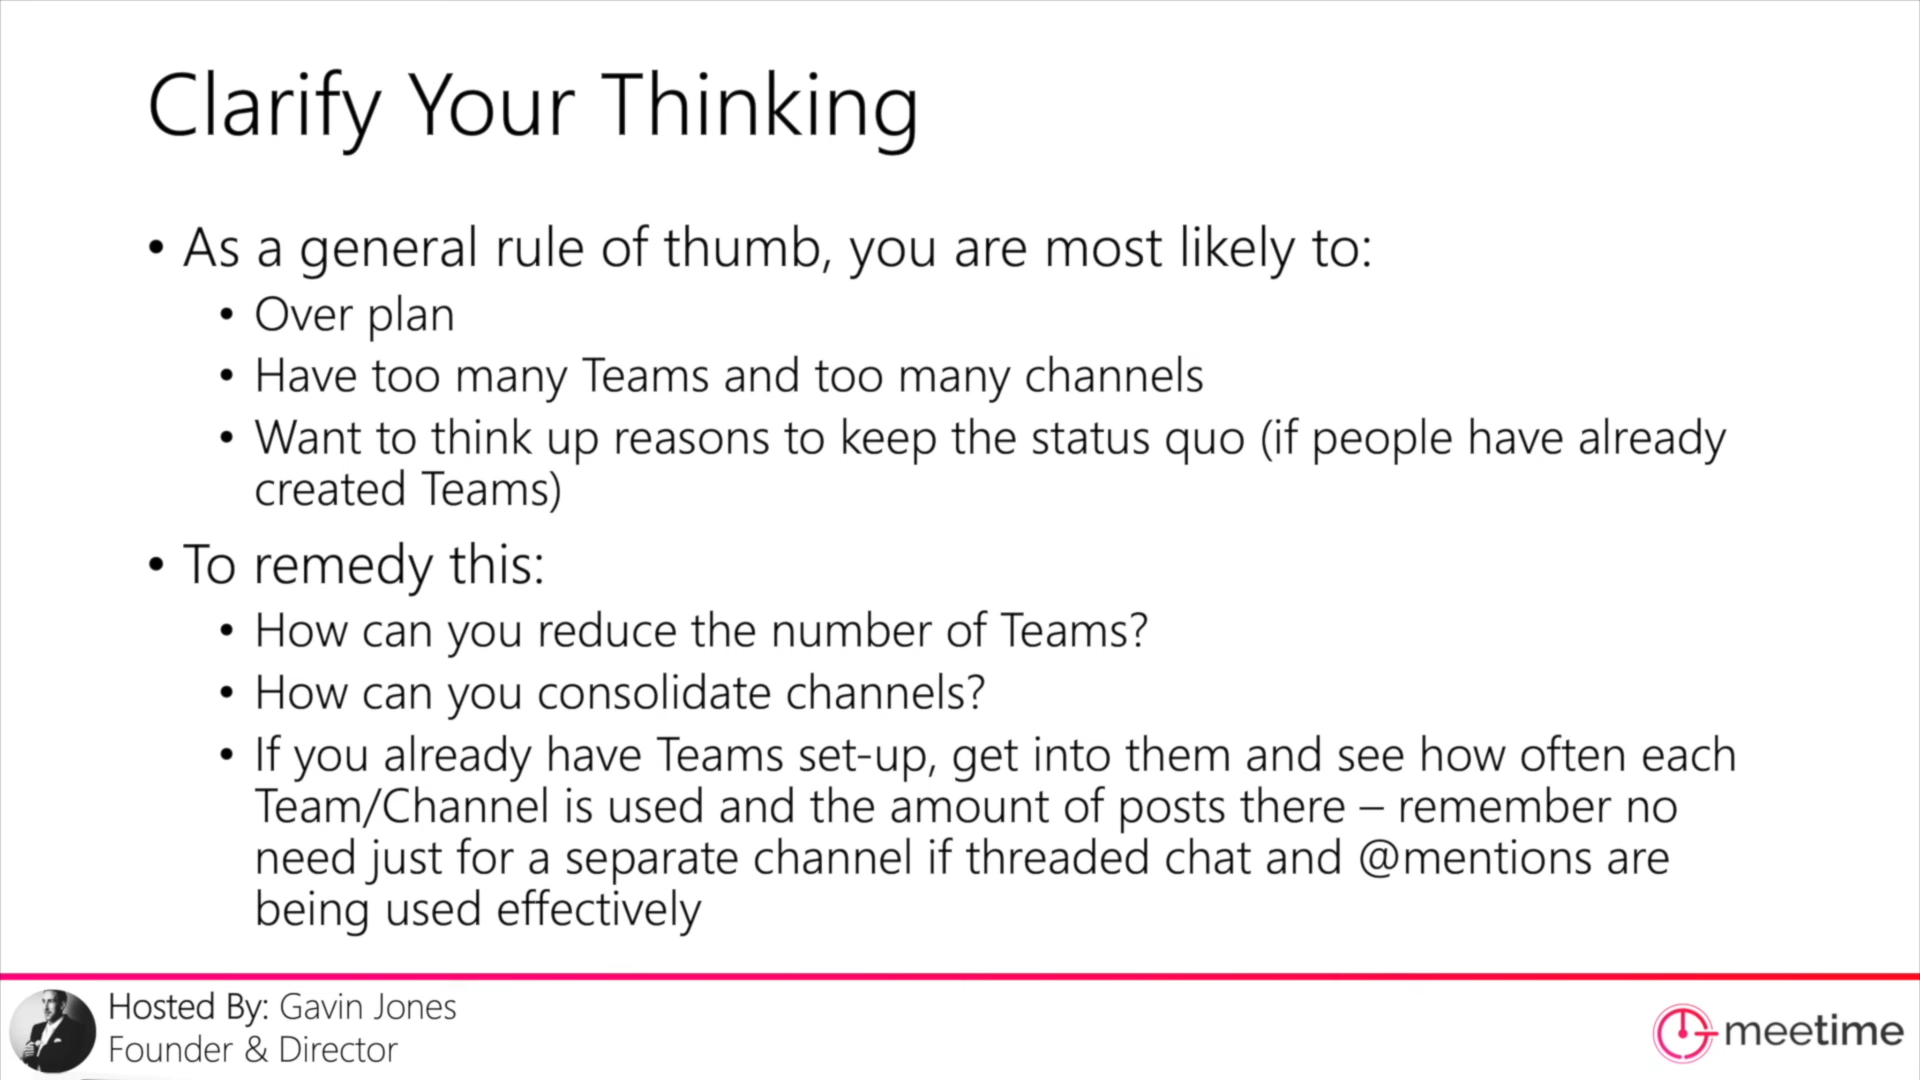 Clarify Your Thinking
• As a general rule of thumb, you are most likely to:
• Over plan
• Have too many Teams and too many channels
• Want to think up reasons to keep the status quo (if people have already
created Teams)
• To remedy this:
• How can you reduce the number of Teams?
• How can you consolidate channels?
• If you already have Teams set-up, get into them and see how often each
Team/Channel is used and the amount of posts there – remember no
need just for a separate channel if threaded chat and @mentions are
being used effectively
Hosted By: Gavin Jones
Founder & Director
meetime